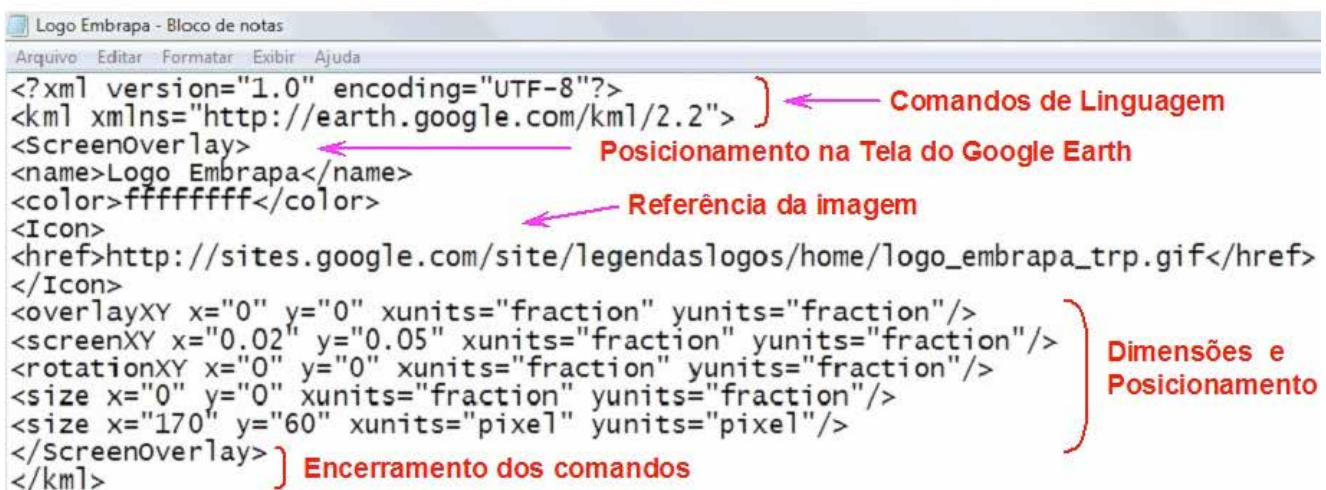 Logo Embrapa - Bloco de notas
Arquivo Editar Formatar Exibir Ajuda
<?xml version="1.0" encoding="UTF-8"?>
<kml xmlns="http://earth.google.com/kml/2.2">
Comandos de Linguagem
<ScreenOverlay>
Posicionamento na Tela do Google Earth
<name>Logo Embrapa</name>
<color>ffffffff</color>
Referência da imagem
<Icon>
<href>http://sites.google.com/site/legendaslogos/home/logo_embrapa_trp.gif</href>
</Icon>
<overlayXY x="0" y="0" xunits="fraction" yunits="fraction"/>
<screenXY x="0.02" y="0.05" xunits="fraction" yunits="fraction"/>
<rotationXY x="0" y="0" xunits="fraction" yunits="fraction"/>
<size x="0" y="0" xunits="fraction" yunits="fraction"/>
<size x="170" y="60" xunits="pixel" yunits="pixel"/>
Dimensões e
Posicionamento
</ScreenOverlay>
</kml>
Encerramento dos comandos